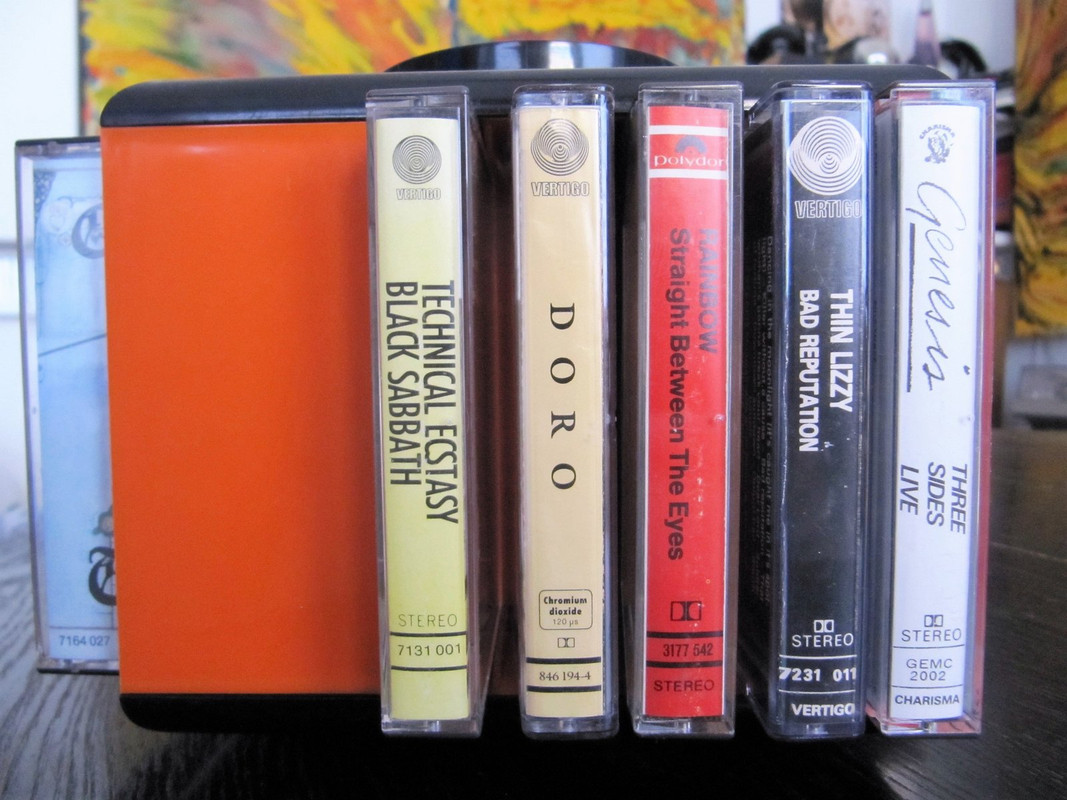 7164 027
VERTIGO
TECHNICAL ECSTASY
BLACK SABBATH
STEREO
7131 001
VERTIGO
DORO
Chromium
dioxide
120 µs
846 194-4
polydor
RAINBOW
Straight Between The Eyes
3177 542
STEREO
VERTIGO
THIN LIZZY
BAD REPUTATION
STEREO
7231 011
VERTIGO
CHARISMA
Genesis
THREE
SIDES
LIVE
STEREO
GEMC
2002
CHARISMA